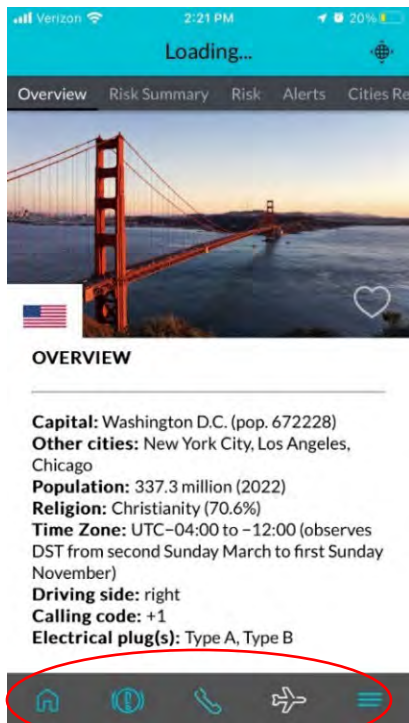 Verizon 2:21 PM 20%
Loading...
Overview Risk Summary Risk Alerts Cities Re
OVERVIEW
Capital: Washington D.C. (pop. 672228)
Other cities: New York City, Los Angeles,
Chicago
Population: 337.3 million (2022)
Religion: Christianity (70.6%)
Time Zone: UTC−04:00 to −12:00 (observes
DST from second Sunday March to first Sunday
November)
Driving side: right
Calling code: +1
Electrical plug(s): Type A, Type B